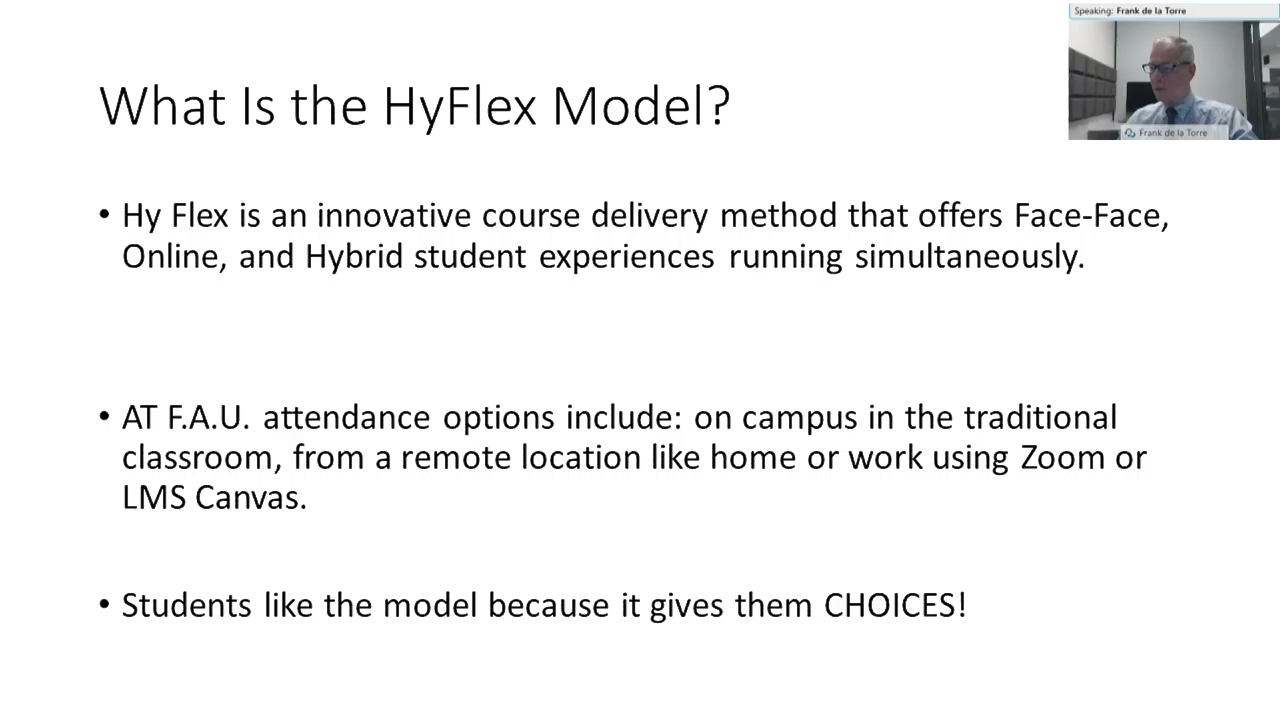 Speaking: Frank de la Torre
What Is the HyFlex Model?
Frank de la Torre
• Hy Flex is an innovative course delivery method that offers Face-Face,
Online, and Hybrid student experiences running simultaneously.
• AT F.A.U. attendance options include: on campus in the traditional
classroom, from a remote location like home or work using Zoom or
LMS Canvas.
• Students like the model because it gives them CHOICES!